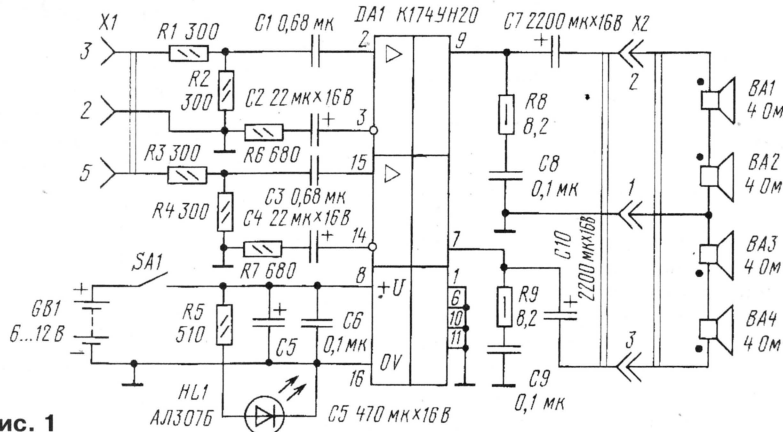 X1
3
2
5
R1 300
R2
300
R3 300
R4 300
C1 0,68 мк
C2 22 мк×16 В
R6 680
C3 0,68 мк
C4 22 мк×16 В
R7 680
DA1 К174УН20
2
3
15
14
8
16
9
7
1
6
10
11
+U
0V
C7 2200 мк×16В
X2
2
1
3
R8
8,2
C8
0,1 мк
R9
8,2
C9
0,1 мк
C10
2200 мк×16В
BA1
4 Ом
BA2
4 Ом
BA3
4 Ом
BA4
4 Ом
SA1
GB1
6...12 В
R5
510
C5
C6
0,1 мк
HL1
АЛ307Б
C5 470 мк×16 В
ис. 1